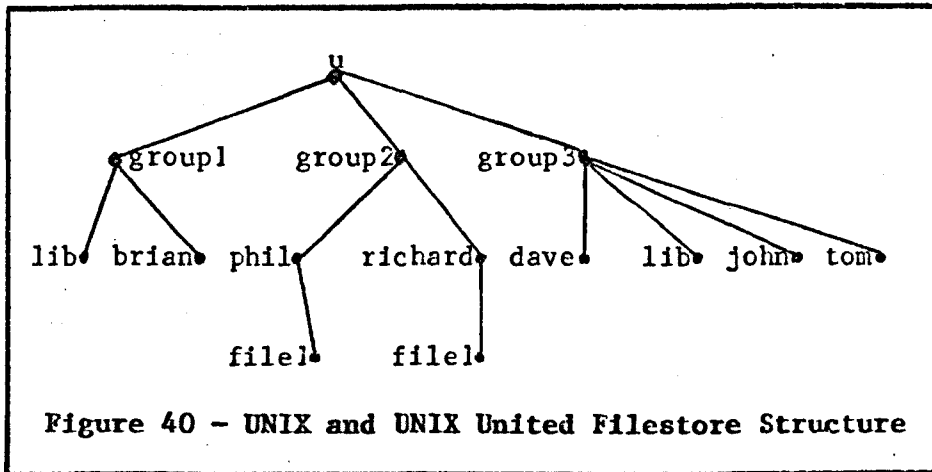 u
group1 group2 group3
lib brian phil richard dave lib john tom
file1 file1
Figure 40 - UNIX and UNIX United Filestore Structure